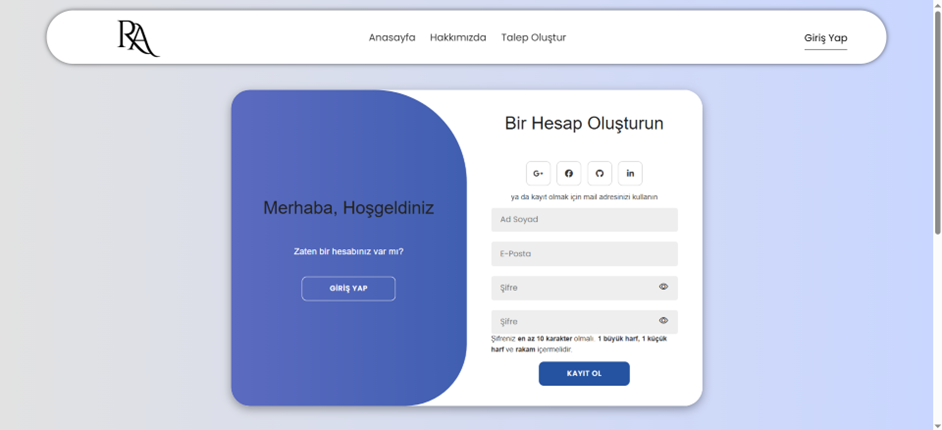 RA
Anasayfa Hakkımızda Talep Oluştur
Giriş Yap
Merhaba, Hoşgeldiniz
Zaten bir hesabınız var mı?
GİRİŞ YAP
Bir Hesap Oluşturun
G+ in
ya da kayıt olmak için mail adresinizi kullanın
Ad Soyad
E-Posta
Şifre
Şifre
Şifreniz en az 10 karakter olmalı. 1 büyük harf, 1 küçük
harf ve rakam içermelidir.
KAYIT OL